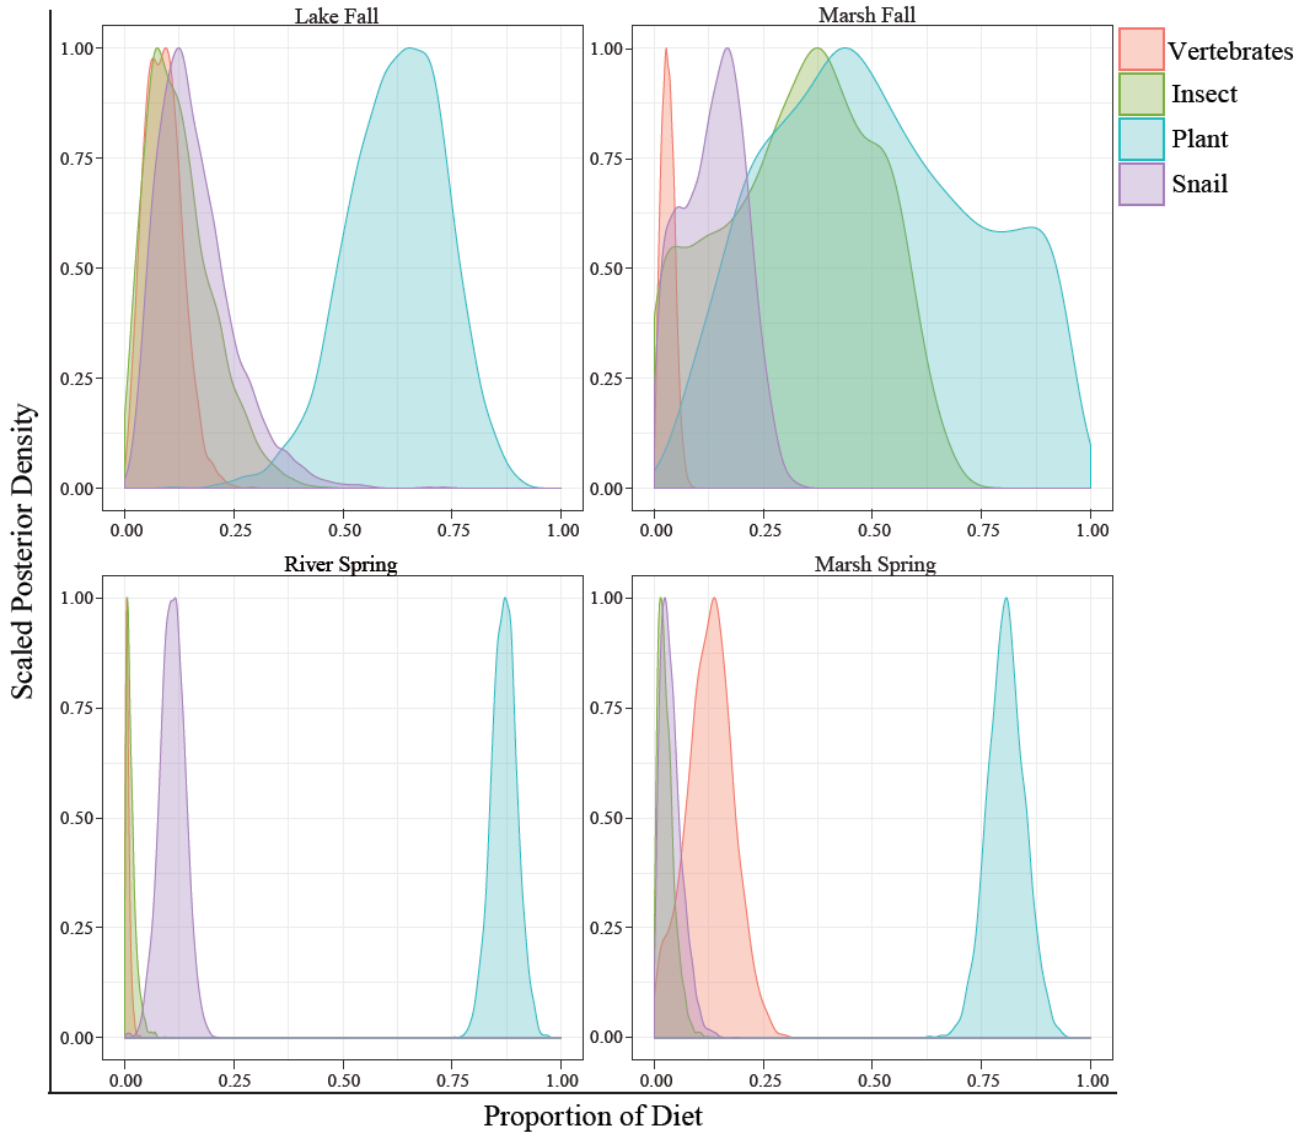 Lake Fall
Marsh Fall
1.00
0.75
0.50
0.25
0.00
0.00 0.25 0.50 0.75 1.00
1.00
0.75
0.50
0.25
0.00
0.00 0.25 0.50 0.75 1.00
Vertebrates
Insect
Plant
Snail
River Spring
Marsh Spring
1.00
0.75
0.50
0.25
0.00
0.00 0.25 0.50 0.75 1.00
1.00
0.75
0.50
0.25
0.00
0.00 0.25 0.50 0.75 1.00
Scaled Posterior Density
Proportion of Diet